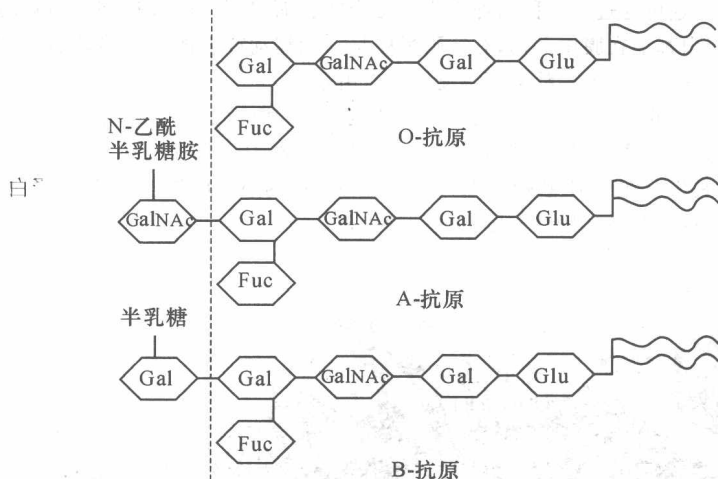 Gal GalNAc Gal Glu
Fuc
O-抗原
N-乙酰
半乳糖胺
白
GalNAc Gal GalNAc Gal Glu
Fuc
A-抗原
半乳糖
Gal Gal GalNAc Gal Glu
Fuc
B-抗原